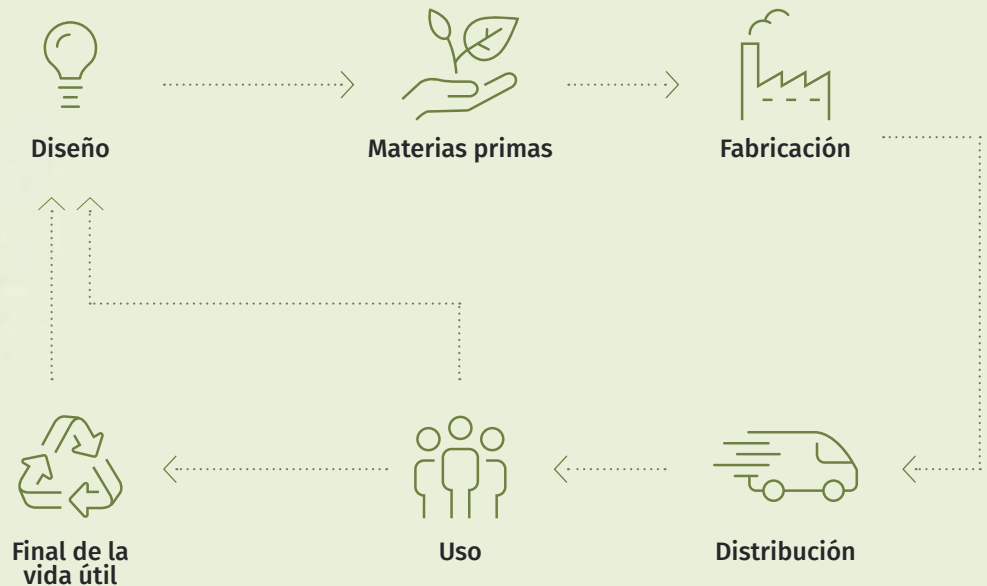 Diseño
Materias primas
Fabricación
Final de la
vida útil
Uso
Distribución